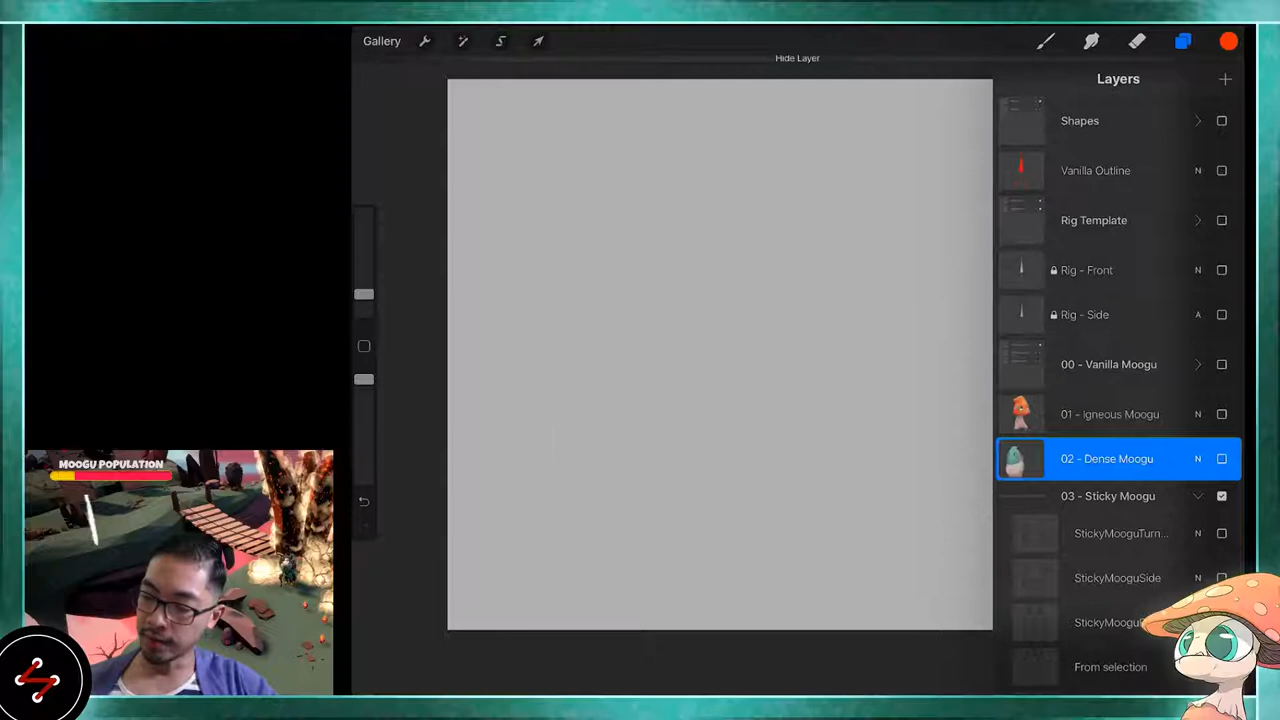 Gallery
Hide Layer
Layers
Shapes
Vanilla Outline N
Rig Template
Rig - Front N
Rig - Side A
00 - Vanilla Moogu
01 - Igneous Moogu N
02 - Dense Moogu N
03 - Sticky Moogu
StickyMooguTurn... N
StickyMooguSide N
From selection
MOOGU POPULATION